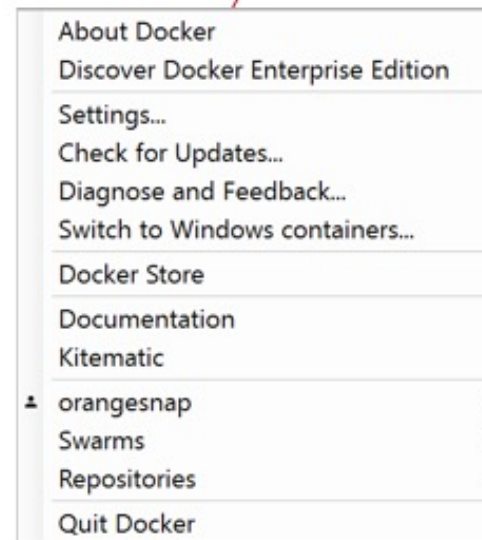 About Docker
Discover Docker Enterprise Edition
Settings...
Check for Updates...
Diagnose and Feedback...
Switch to Windows containers...
Docker Store
Documentation
Kitematic
orangesnap
Swarms
Repositories
Quit Docker